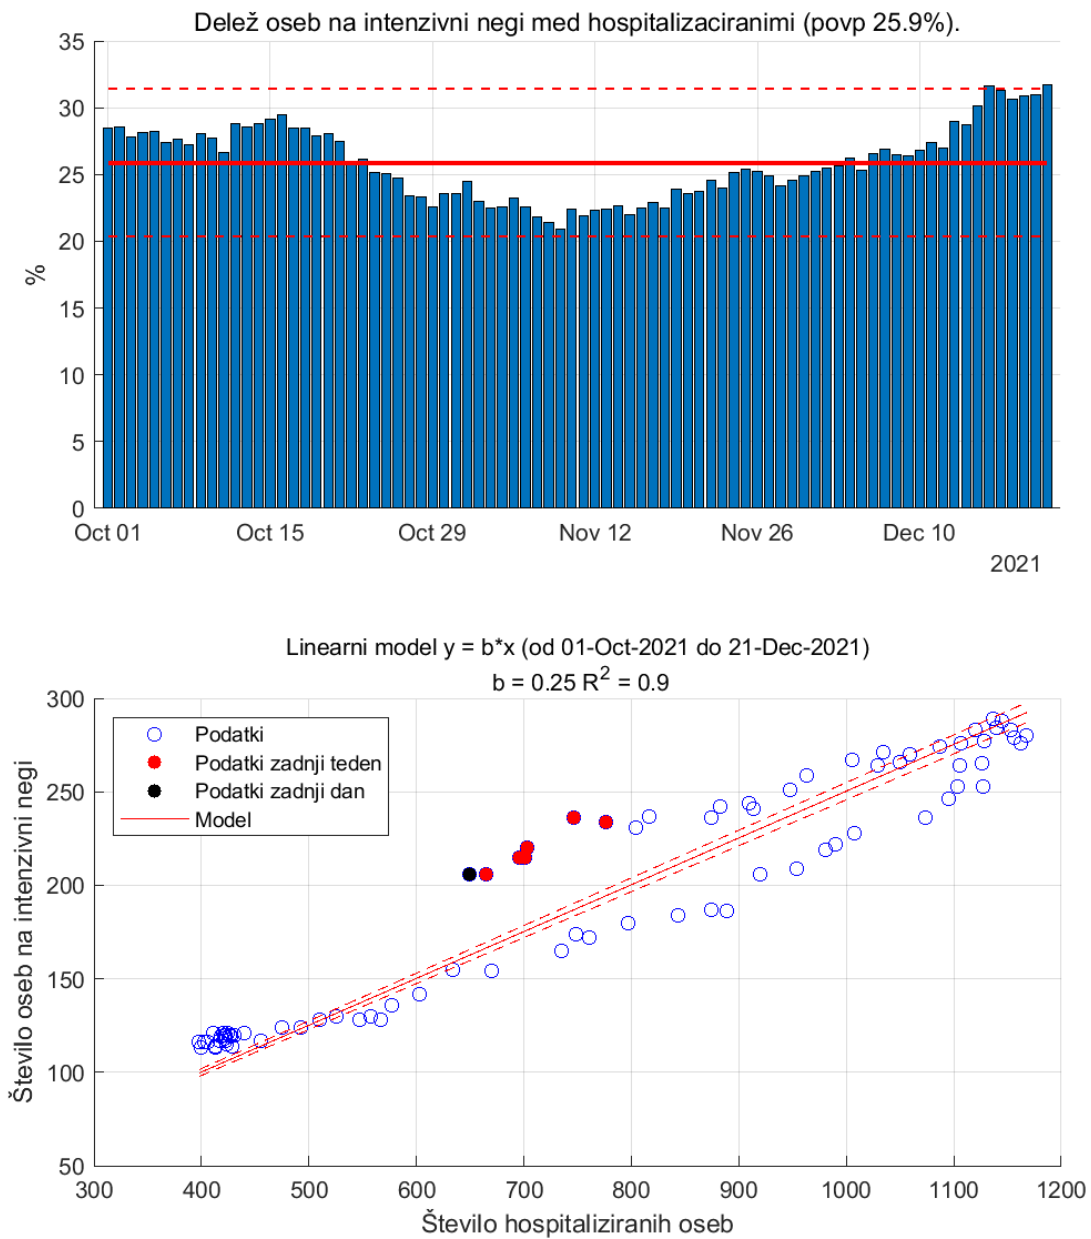 Delež oseb na intenzivni negi med hospitalizaciranimi (povp 25.9%).
35
30
25
20
15
10
5
0
%
Oct 01 Oct 15 Oct 29 Nov 12 Nov 26 Dec 10
2021
Linearni model y = b*x (od 01-Oct-2021 do 21-Dec-2021)
b = 0.25 R² = 0.9
300
250
200
150
100
50
Število oseb na intenzivni negi
Podatki
Podatki zadnji teden
Podatki zadnji dan
Model
300 400 500 600 700 800 900 1000 1100 1200
Število hospitaliziranih oseb